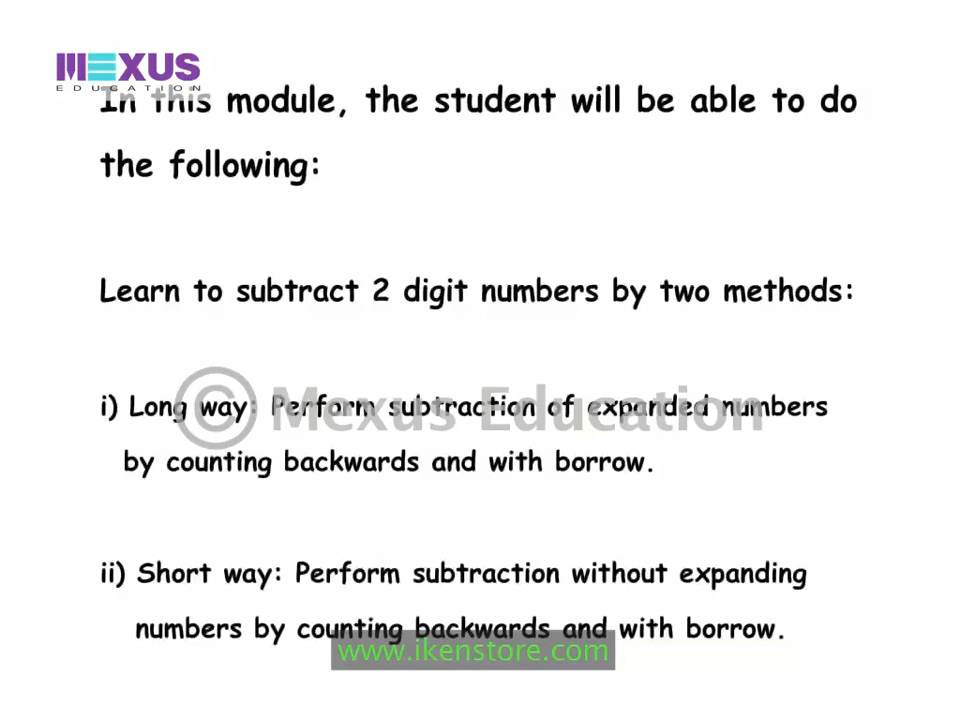 MEXUS
EDUCATION
In this module, the student will be able to do
the following:
Learn to subtract 2 digit numbers by two methods:
i) Long way: Perform subtraction of expanded numbers
by counting backwards and with borrow.
© Mexus Education
ii) Short way: Perform subtraction without expanding
numbers by counting backwards and with borrow.
www.ikenstore.com